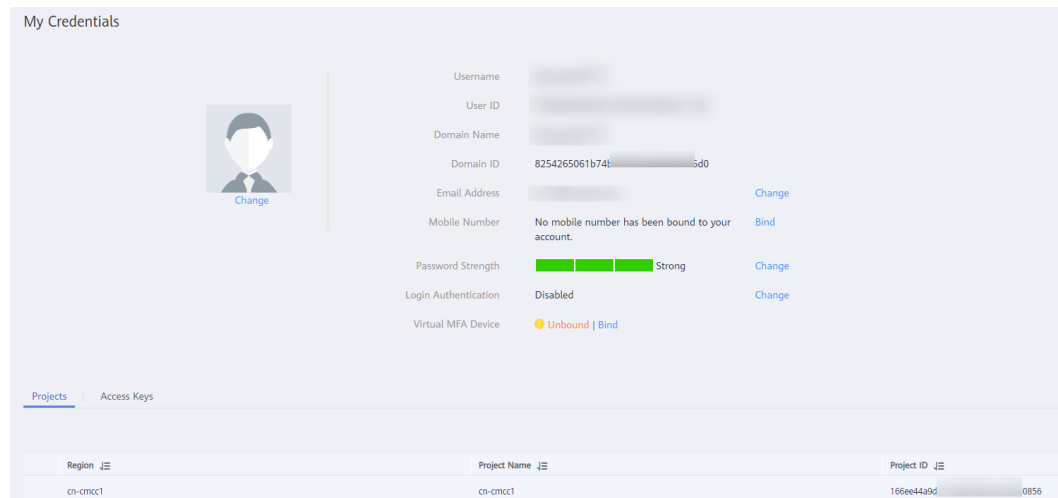 My Credentials
Username
User ID
Domain Name
Domain ID 8254265061b74 5d0
Change
Email Address Change
Mobile Number No mobile number has been bound to your Bind
account.
Password Strength Strong Change
Login Authentication Disabled Change
Virtual MFA Device Unbound | Bind
Projects Access Keys
Region Project Name Project ID
cn-cmcc1 cn-cmcc1 166ee44a9d 0856